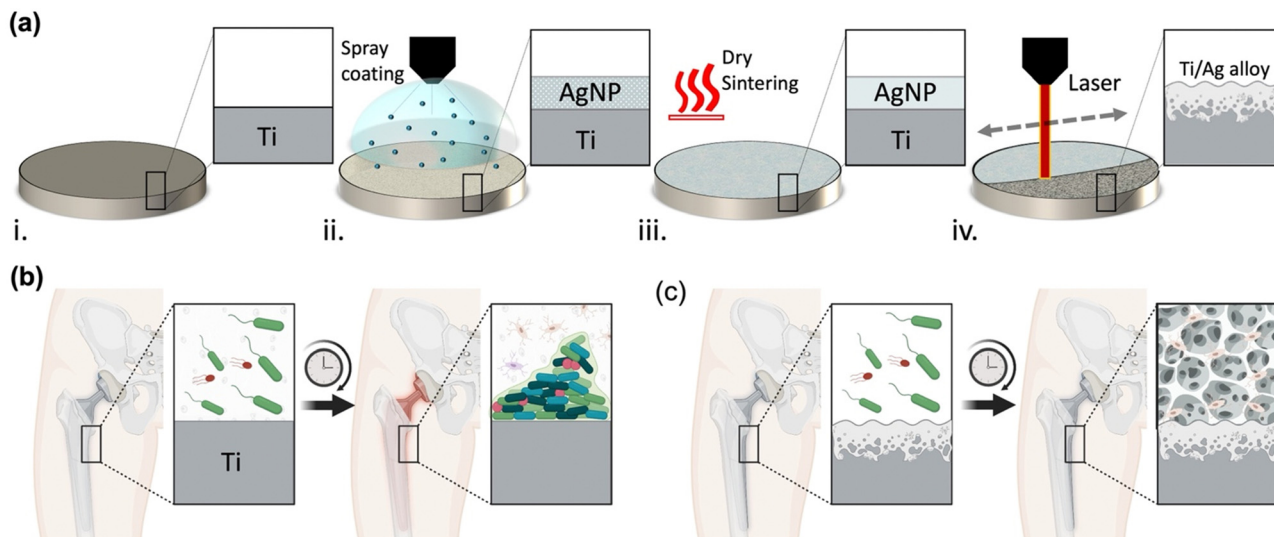 (a)
Spray
coating
Ti
AgNP
Ti
Dry
Sintering
AgNP
Ti
Laser
Ti/Ag alloy
i.
ii.
iii.
iv.
(b)
Ti
(c)